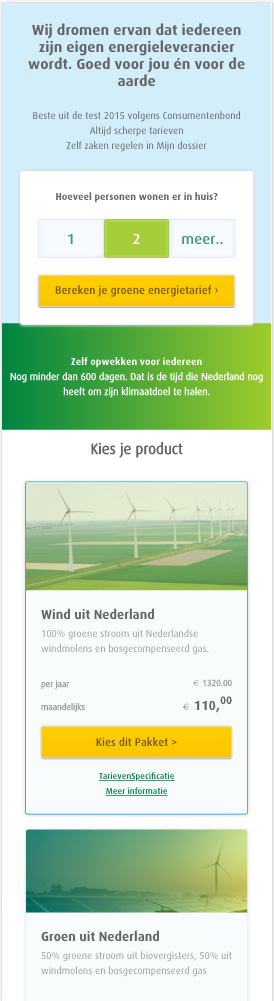 Wij dromen ervan dat iedereen
zijn eigen energieleverancier
wordt. Goed voor jou én voor de
aarde
Beste uit de test 2015 volgens Consumentenbond
Altijd scherpe tarieven
Zelf zaken regelen in Mijn dossier
Hoeveel personen wonen er in huis?
1 2 meer..
Bereken je groene energietarief ›
Zelf opwekken voor iedereen
Nog minder dan 600 dagen. Dat is de tijd die Nederland nog
heeft om zijn klimaatdoel te halen.
Kies je product
Wind uit Nederland
100% groene stroom uit Nederlandse
windmolens en bosgecompenseerd gas.
per jaar € 1320.00
maandelijks € 110,00
Kies dit Pakket >
TarievenSpecificatie
Meer informatie
Groen uit Nederland
50% groene stroom uit biovergisters, 50% uit
windmolens en bosgecompenseerd gas